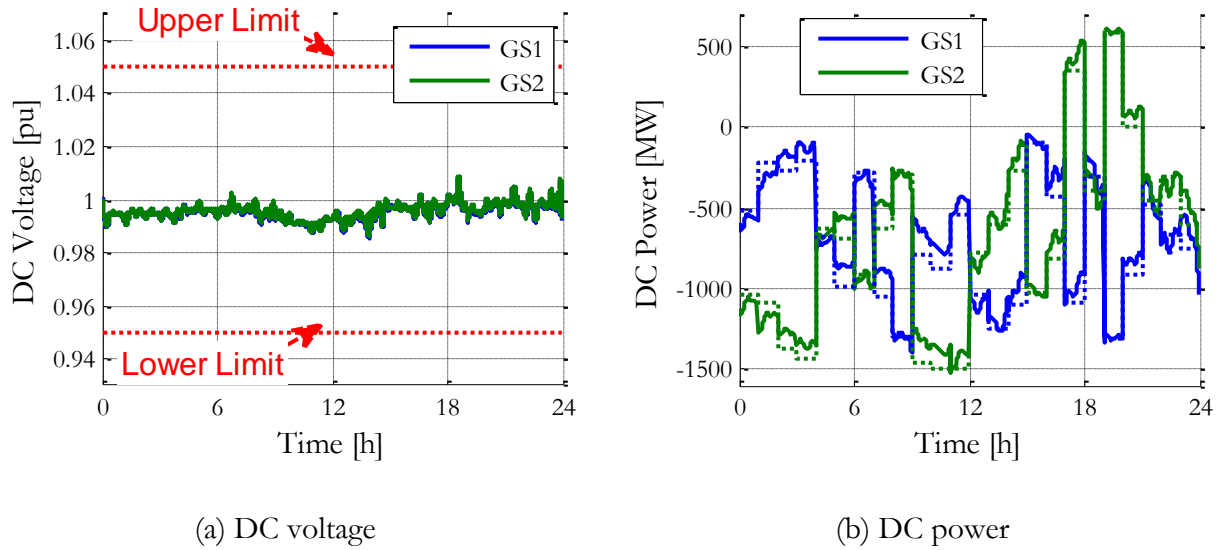 Upper Limit
1.06
1.04
1.02
1
0.98
0.96
0.94
DC Voltage [pu]
GS1
GS2
Lower Limit
0
6
12
18
24
Time [h]
(a) DC voltage
500
0
-500
-1000
-1500
DC Power [MW]
GS1
GS2
0
6
12
18
24
Time [h]
(b) DC power